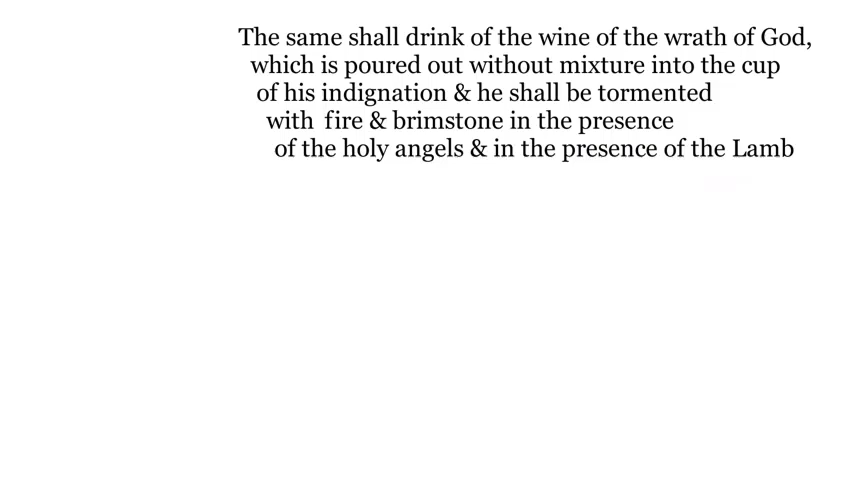 The same shall drink of the wine of the wrath of God,
which is poured out without mixture into the cup
of his indignation & he shall be tormented
with fire & brimstone in the presence
of the holy angels & in the presence of the Lamb